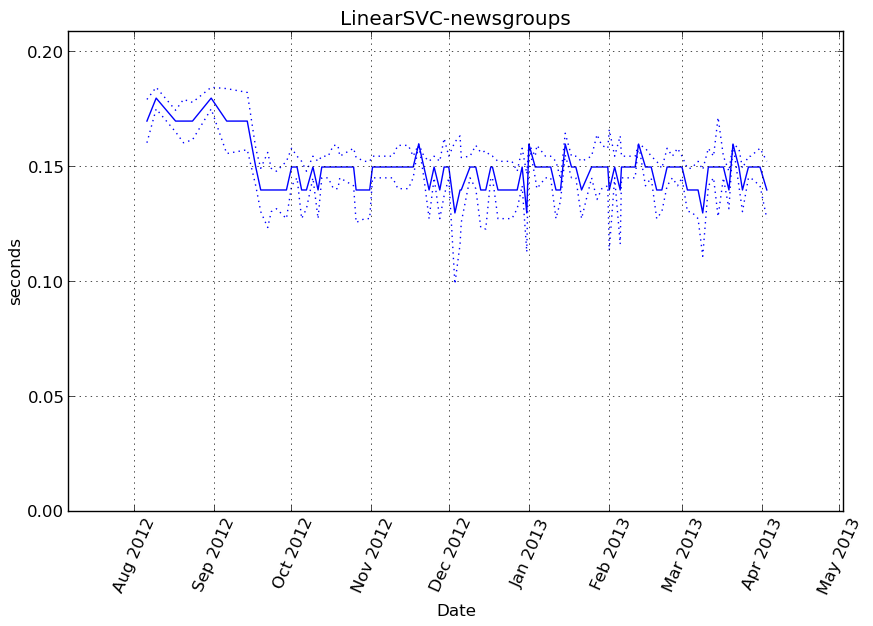 LinearSVC-newsgroups
0.20
0.15
0.10
0.05
0.00
seconds
Aug 2012
Sep 2012
Oct 2012
Nov 2012
Dec 2012
Jan 2013
Feb 2013
Mar 2013
Apr 2013
May 2013
Date